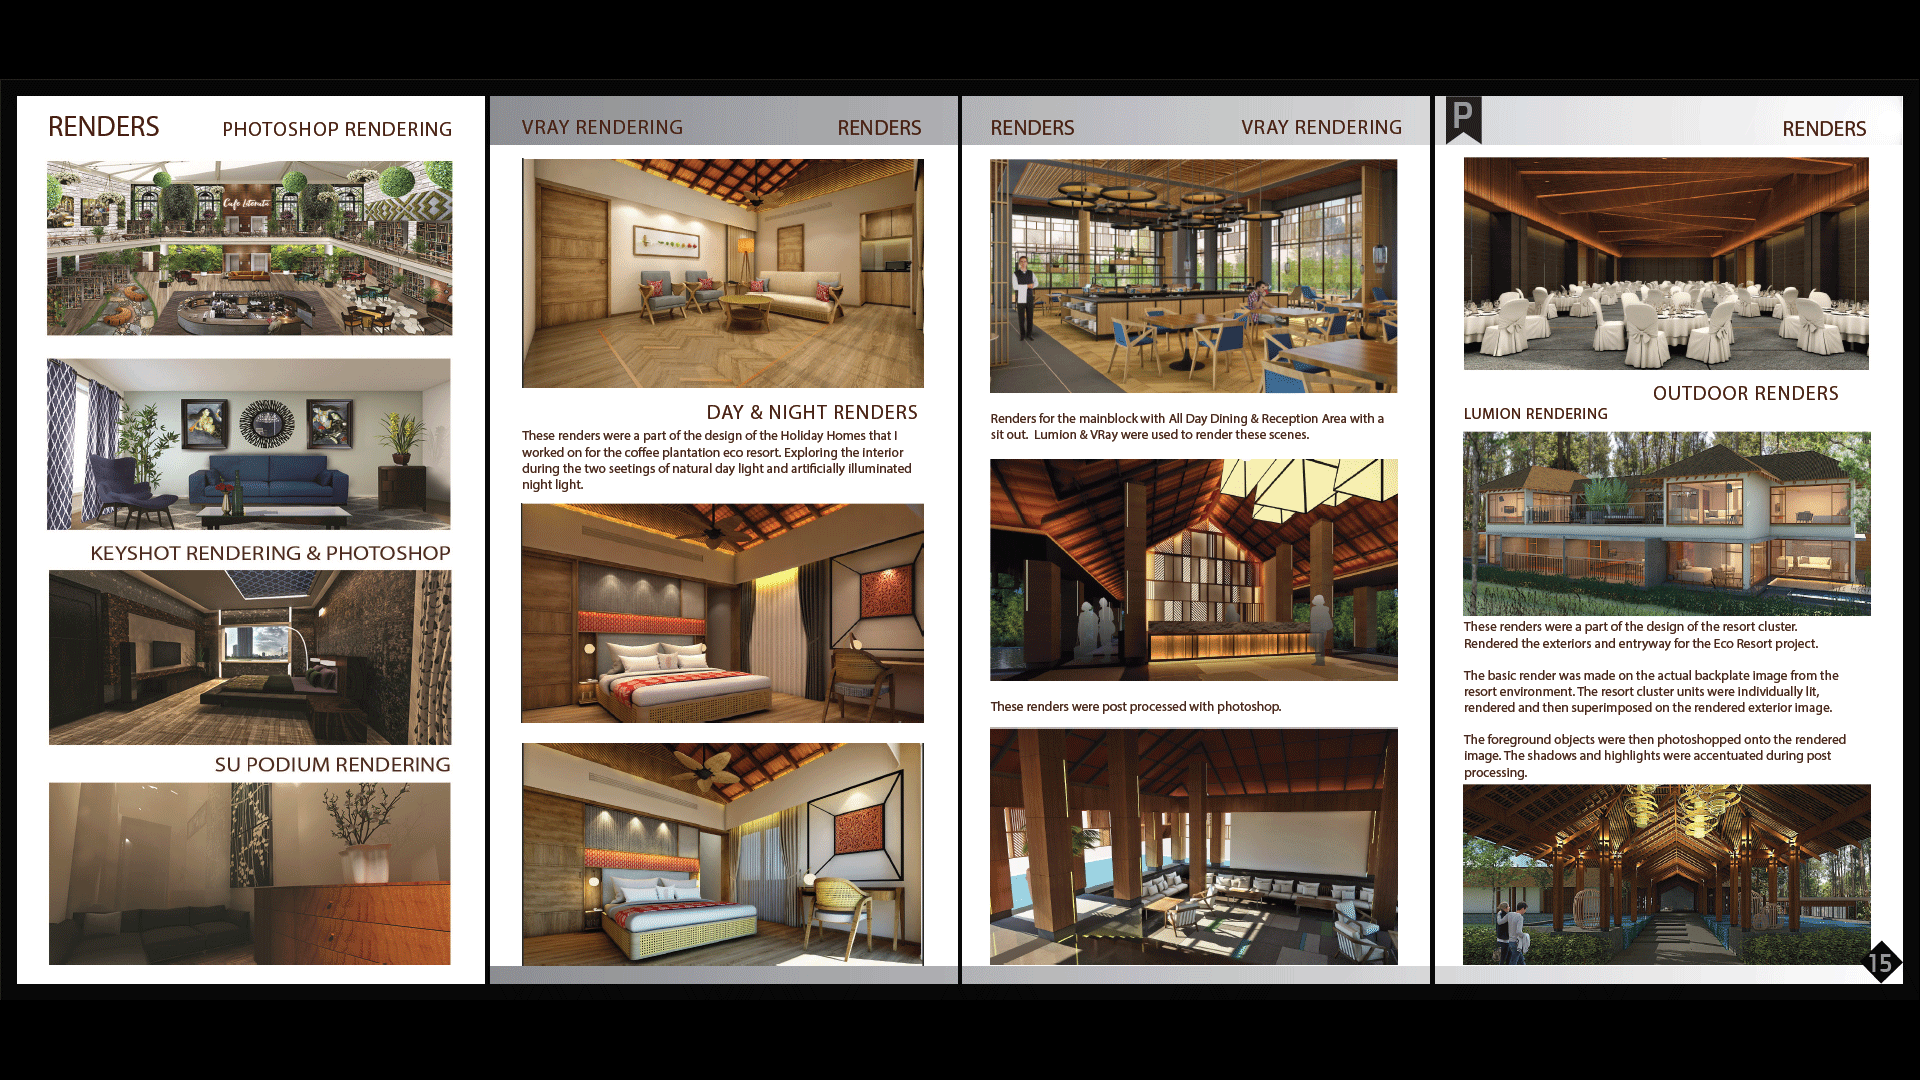 RENDERS
PHOTOSHOP RENDERING
Cafe Literati
KEYSHOT RENDERING & PHOTOSHOP
SU PODIUM RENDERING
VRAY RENDERING
RENDERS
DAY & NIGHT RENDERS
These renders were a part of the design of the Holiday Homes that I
worked on for the coffee plantation eco resort. Exploring the interior
during the two seetings of natural day light and artificially illuminated
night light.
RENDERS
VRAY RENDERING
Renders for the mainblock with All Day Dining & Reception Area with a
sit out. Lumion & VRay were used to render these scenes.
These renders were post processed with photoshop.
P
RENDERS
OUTDOOR RENDERS
LUMION RENDERING
These renders were a part of the design of the resort cluster.
Rendered the exteriors and entryway for the Eco Resort project.
The basic render was made on the actual backplate image from the
resort environment. The resort cluster units were individually lit,
rendered and then superimposed on the rendered exterior image.
The foreground objects were then photoshopped onto the rendered
image. The shadows and highlights were accentuated during post
processing.
15